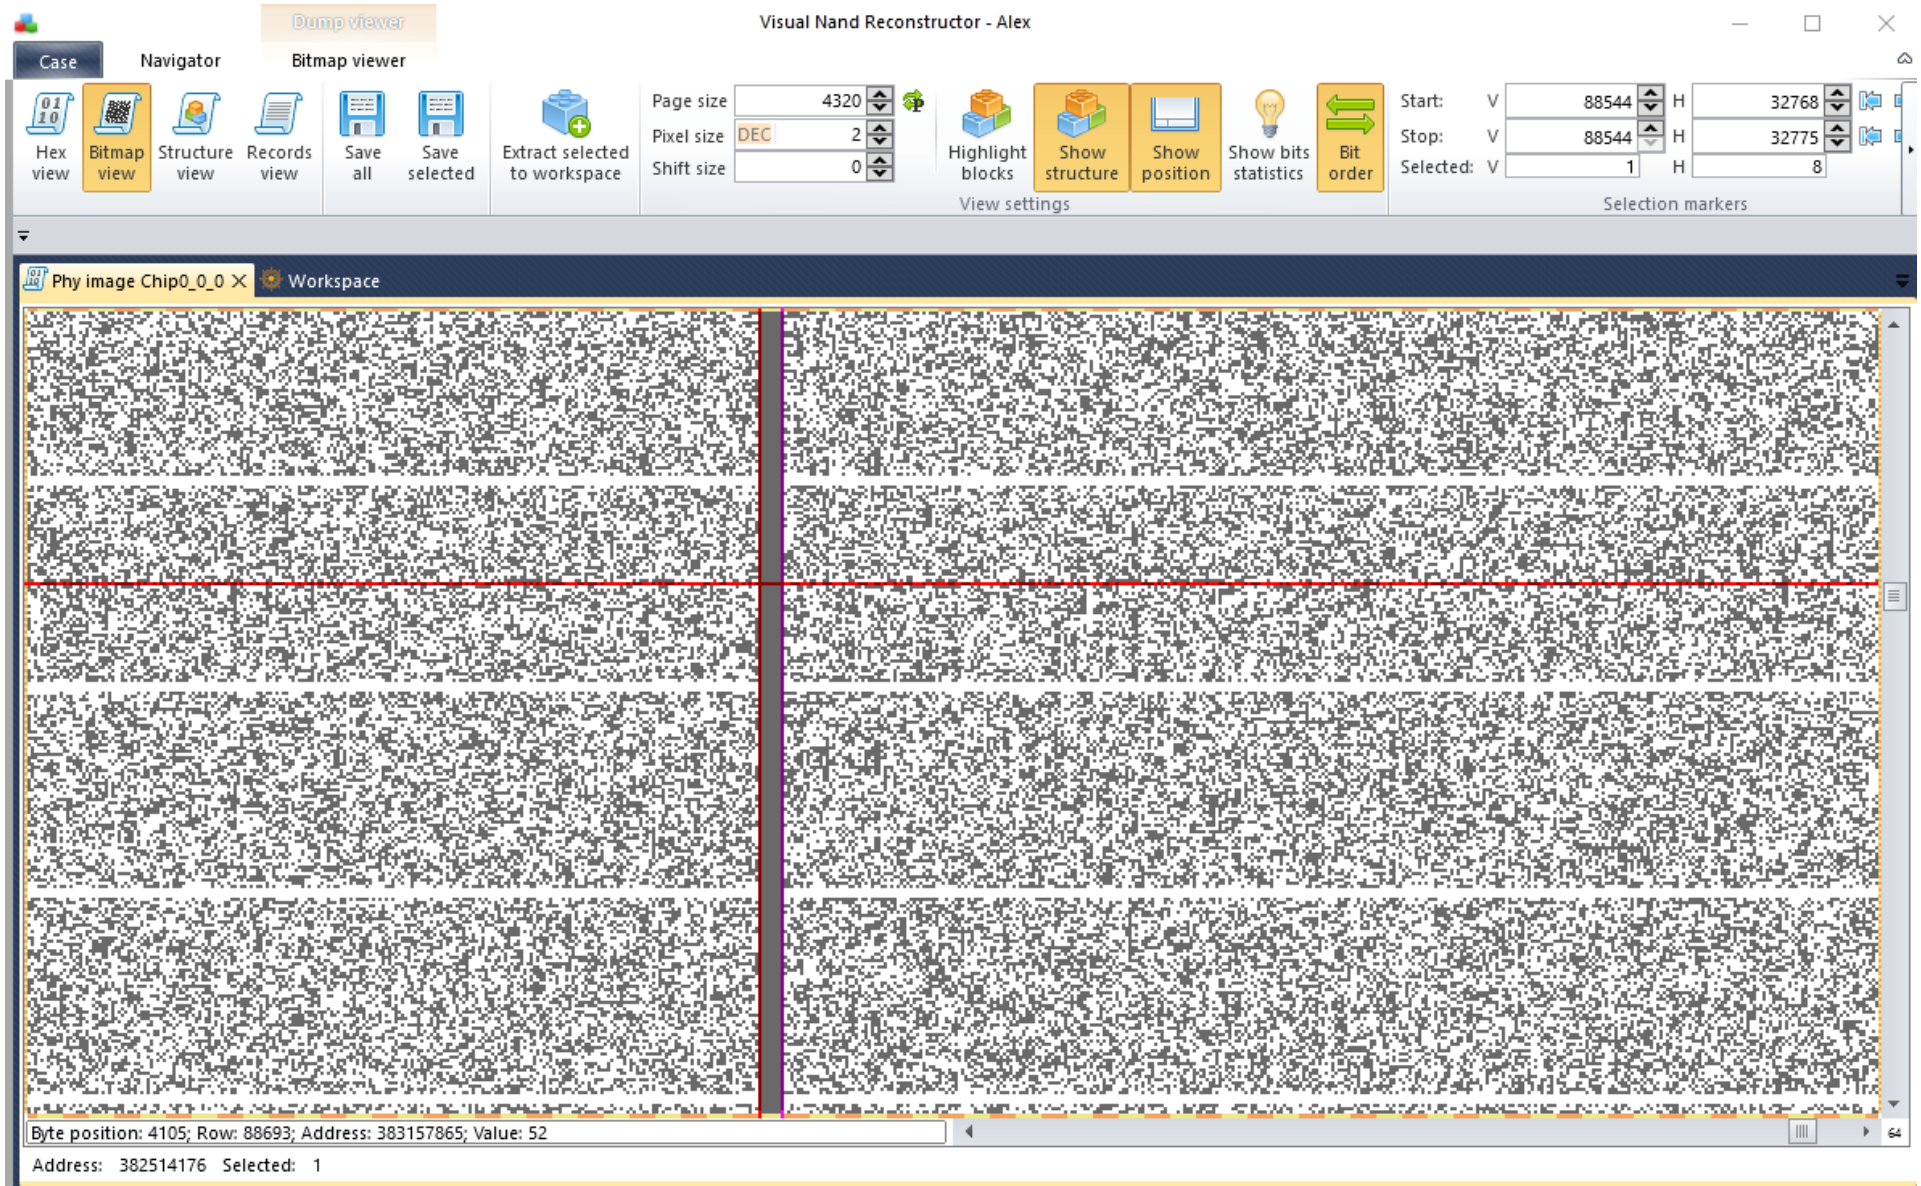 Dump viewer
Visual Nand Reconstructor - Alex
Case
Navigator
Bitmap viewer
Hex view
Bitmap view
Structure view
Records view
Save all
Save selected
Extract selected to workspace
Page size 4320
Pixel size DEC 2
Shift size 0
Highlight blocks
Show structure
Show position
Show bits statistics
Bit order
View settings
Start: V 88544 H 32768
Stop: V 88544 H 32775
Selected: V 1 H 8
Selection markers
Phy image Chip0_0_0
Workspace
Byte position: 4105; Row: 88693; Address: 383157865; Value: 52
64
Address: 382514176 Selected: 1